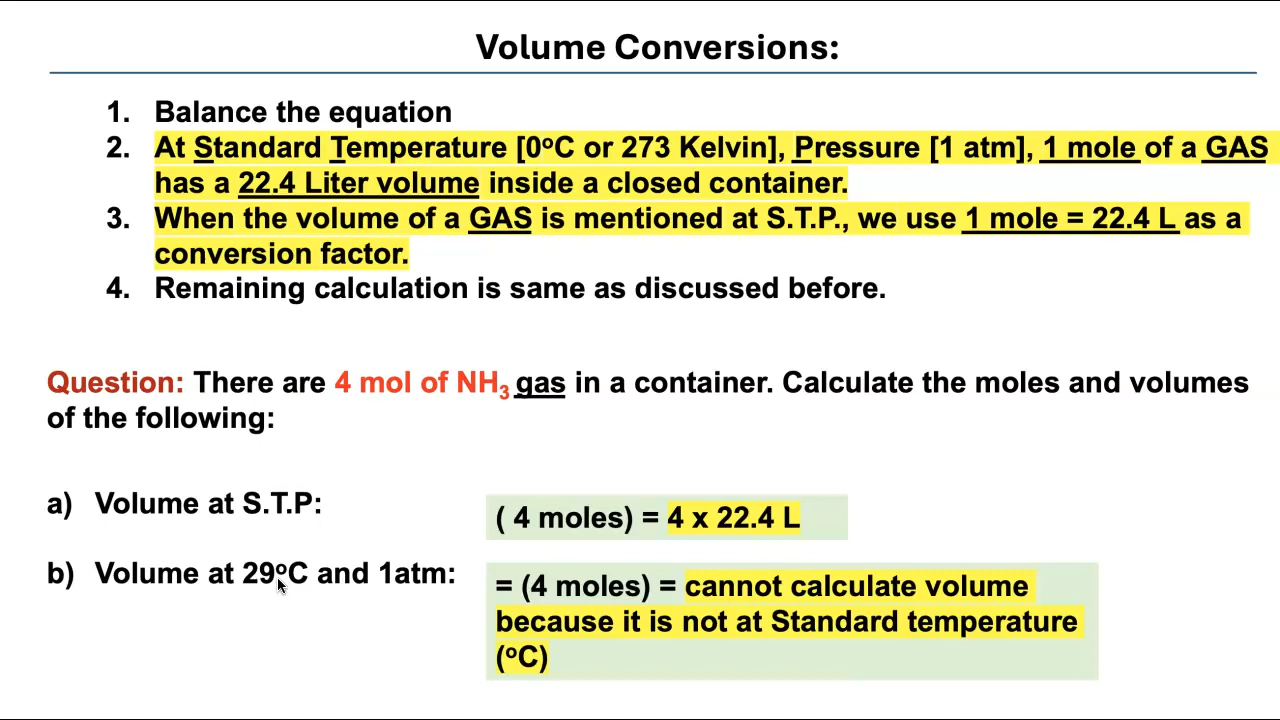 Volume Conversions:
1. Balance the equation
2. At Standard Temperature [0oC or 273 Kelvin], Pressure [1 atm], 1 mole of a GAS
has a 22.4 Liter volume inside a closed container.
3. When the volume of a GAS is mentioned at S.T.P., we use 1 mole = 22.4 L as a
conversion factor.
4. Remaining calculation is same as discussed before.
Question: There are 4 mol of NH3 gas in a container. Calculate the moles and volumes
of the following:
a) Volume at S.T.P:
( 4 moles) = 4 x 22.4 L
b) Volume at 29oC and 1atm:
= (4 moles) = cannot calculate volume
because it is not at Standard temperature
(oC)